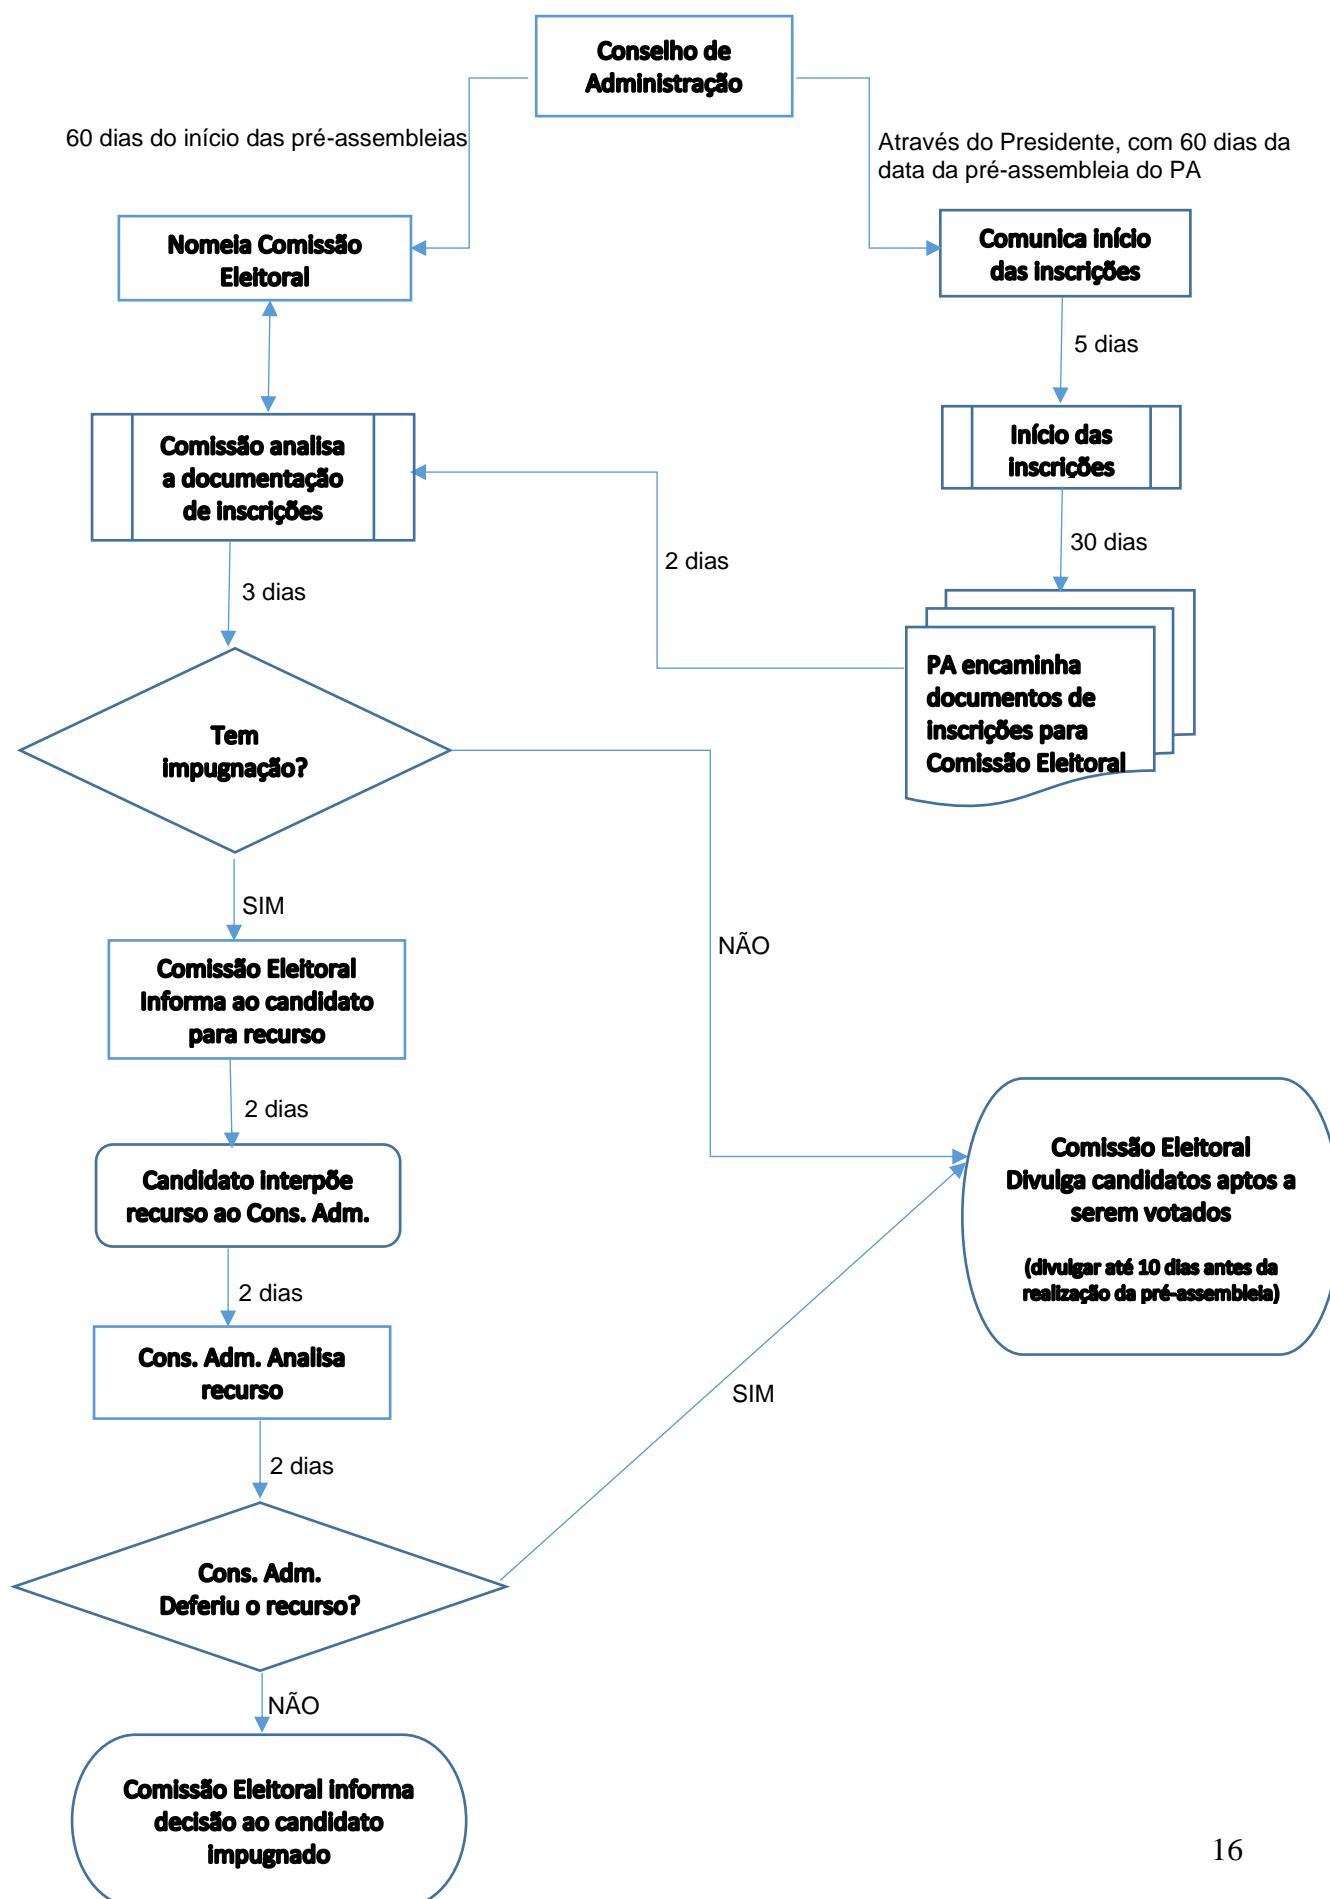 Conselho de
Administração
60 dias do início das pré-assembleias
Através do Presidente, com 60 dias da
data da pré-assembleia do PA
Nomeia Comissão
Eleitoral
Comunica início
das inscrições
5 dias
Comissão analisa
a documentação
de inscrições
Início das
inscrições
30 dias
2 dias
3 dias
PA encaminha
documentos de
inscrições para
Comissão Eleitoral
Tem
impugnação?
SIM
NÃO
Comissão Eleitoral
Informa ao candidato
para recurso
2 dias
Candidato interpõe
recurso ao Cons. Adm.
Comissão Eleitoral
Divulga candidatos aptos a
serem votados
(divulgar até 10 dias antes da
realização da pré-assembleia)
2 dias
Cons. Adm. Analisa
recurso
SIM
2 dias
Cons. Adm.
Deferiu o recurso?
NÃO
Comissão Eleitoral informa
decisão ao candidato
impugnado
16